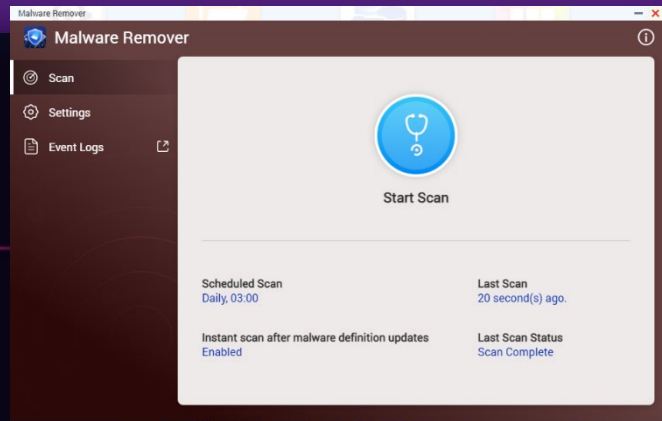 Malware Remover
Malware Remover
Scan
Settings
Event Logs
Start Scan
Scheduled Scan
Daily, 03:00
Last Scan
20 second(s) ago.
Instant scan after malware definition updates
Enabled
Last Scan Status
Scan Complete